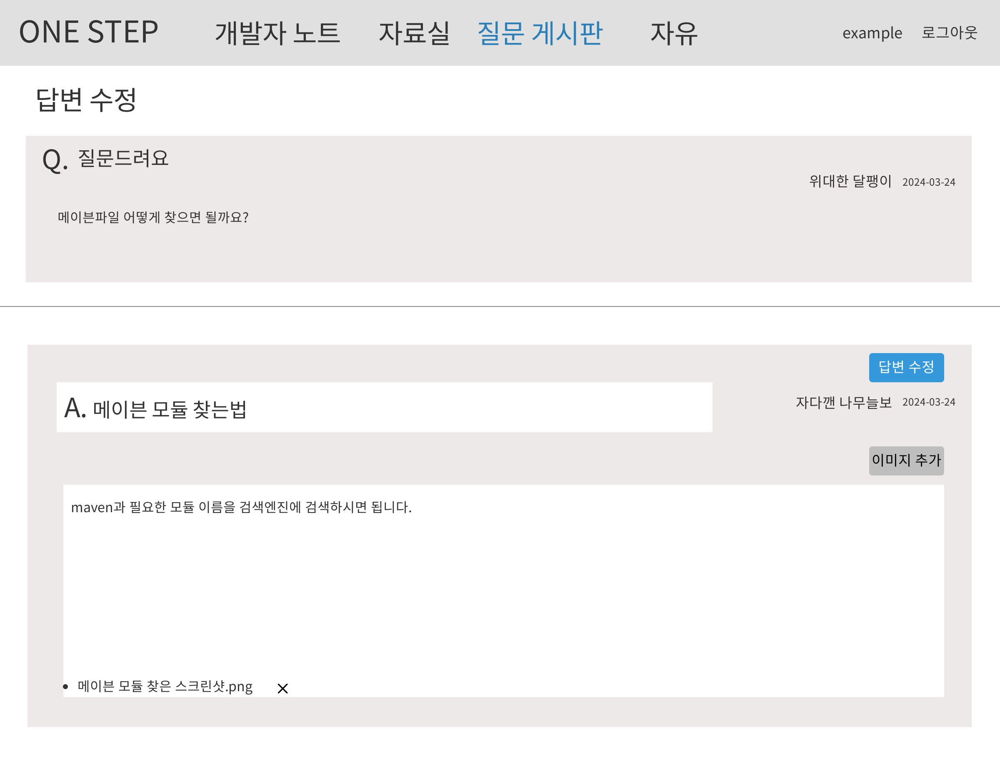 ONE STEP 개발자 노트 자료실 질문 게시판 자유 example 로그아웃
답변 수정
Q. 질문드려요
위대한 달팽이 2024-03-24
메이븐파일 어떻게 찾으면 될까요?
답변 수정
A. 메이븐 모듈 찾는법
자다깬 나무늘보 2024-03-24
이미지 추가
maven과 필요한 모듈 이름을 검색엔진에 검색하시면 됩니다.
• 메이븐 모듈 찾은 스크린샷.png ×